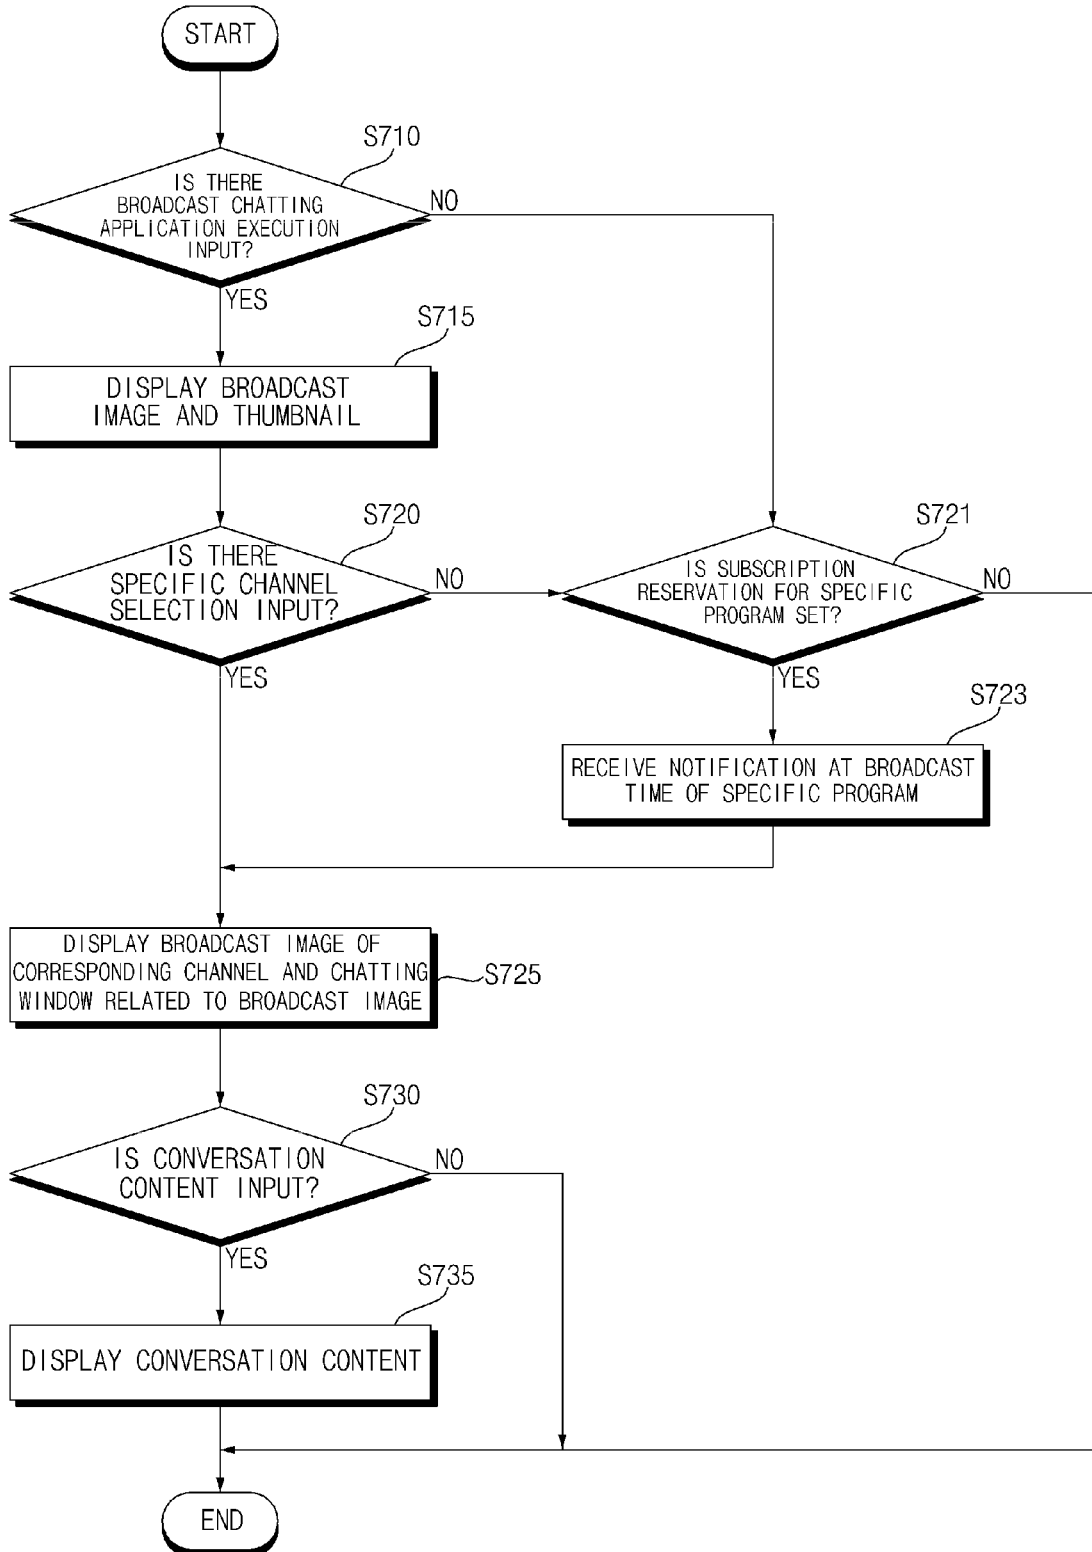 START
S710
IS THERE
BROADCAST CHATTING
APPLICATION EXECUTION
INPUT?
NO
YES
S715
DISPLAY BROADCAST
IMAGE AND THUMBNAIL
S720
IS THERE
SPECIFIC CHANNEL
SELECTION INPUT?
NO
YES
S721
IS SUBSCRIPTION
RESERVATION FOR SPECIFIC
PROGRAM SET?
NO
YES
S723
RECEIVE NOTIFICATION AT BROADCAST
TIME OF SPECIFIC PROGRAM
DISPLAY BROADCAST IMAGE OF
CORRESPONDING CHANNEL AND CHATTING
WINDOW RELATED TO BROADCAST IMAGE
S725
S730
IS CONVERSATION
CONTENT INPUT?
NO
YES
S735
DISPLAY CONVERSATION CONTENT
END